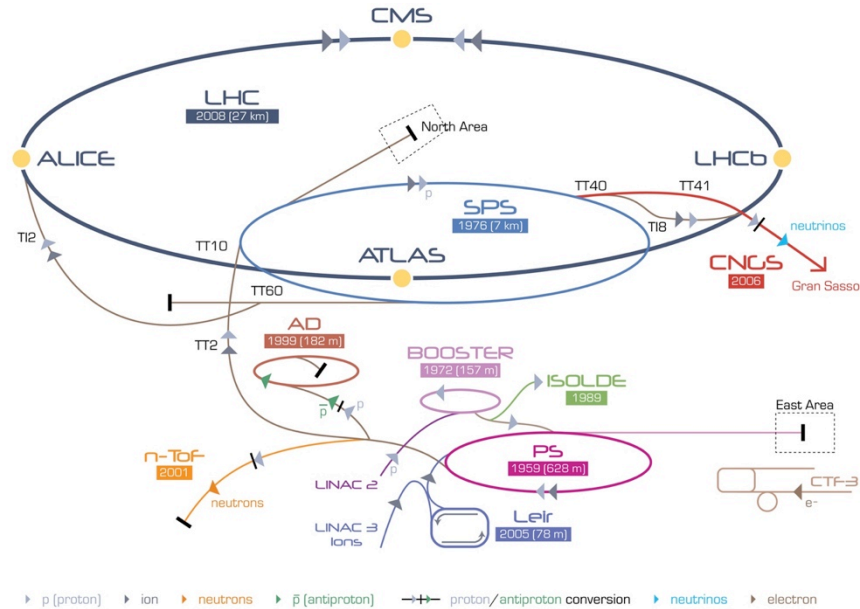 CMS
LHC
2008 (27 km)
North Area
ALICE
LHCb
TT40
TT41
SPS
1976 (7 km)
p
TI8
neutrinos
TI2
TT10
ATLAS
CNGS
2006
Gran Sasso
TT60
AD
1999 (182 m)
TT2
BOOSTER
1972 (157 m)
ISOLDE
1989
p
p̄
East Area
n-ToF
2001
p
PS
1959 (628 m)
LINAC 2
neutrons
CTF3
e-
LINAC 3
Ions
Leir
2005 (78 m)
p (proton)
ion
neutrons
p̄ (antiproton)
proton/antiproton conversion
neutrinos
electron